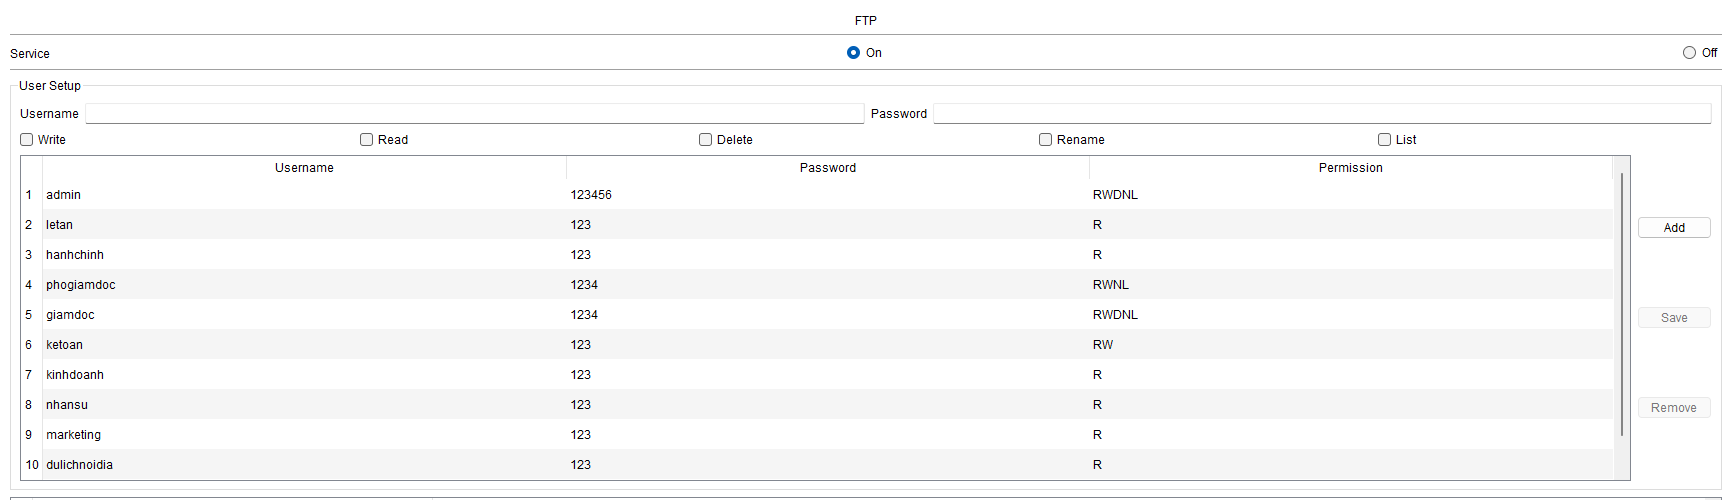 FTP
Service On Off
User Setup
Username Password
Write Read Delete Rename List
Username Password Permission
1 admin 123456 RWDNL
2 letan 123 R
Add
3 hanhchinh 123 R
4 phogiamdoc 1234 RWNL
5 giamdoc 1234 RWDNL
Save
6 ketoan 123 RW
7 kinhdoanh 123 R
8 nhansu 123 R
Remove
9 marketing 123 R
10 dulichnoidia 123 R